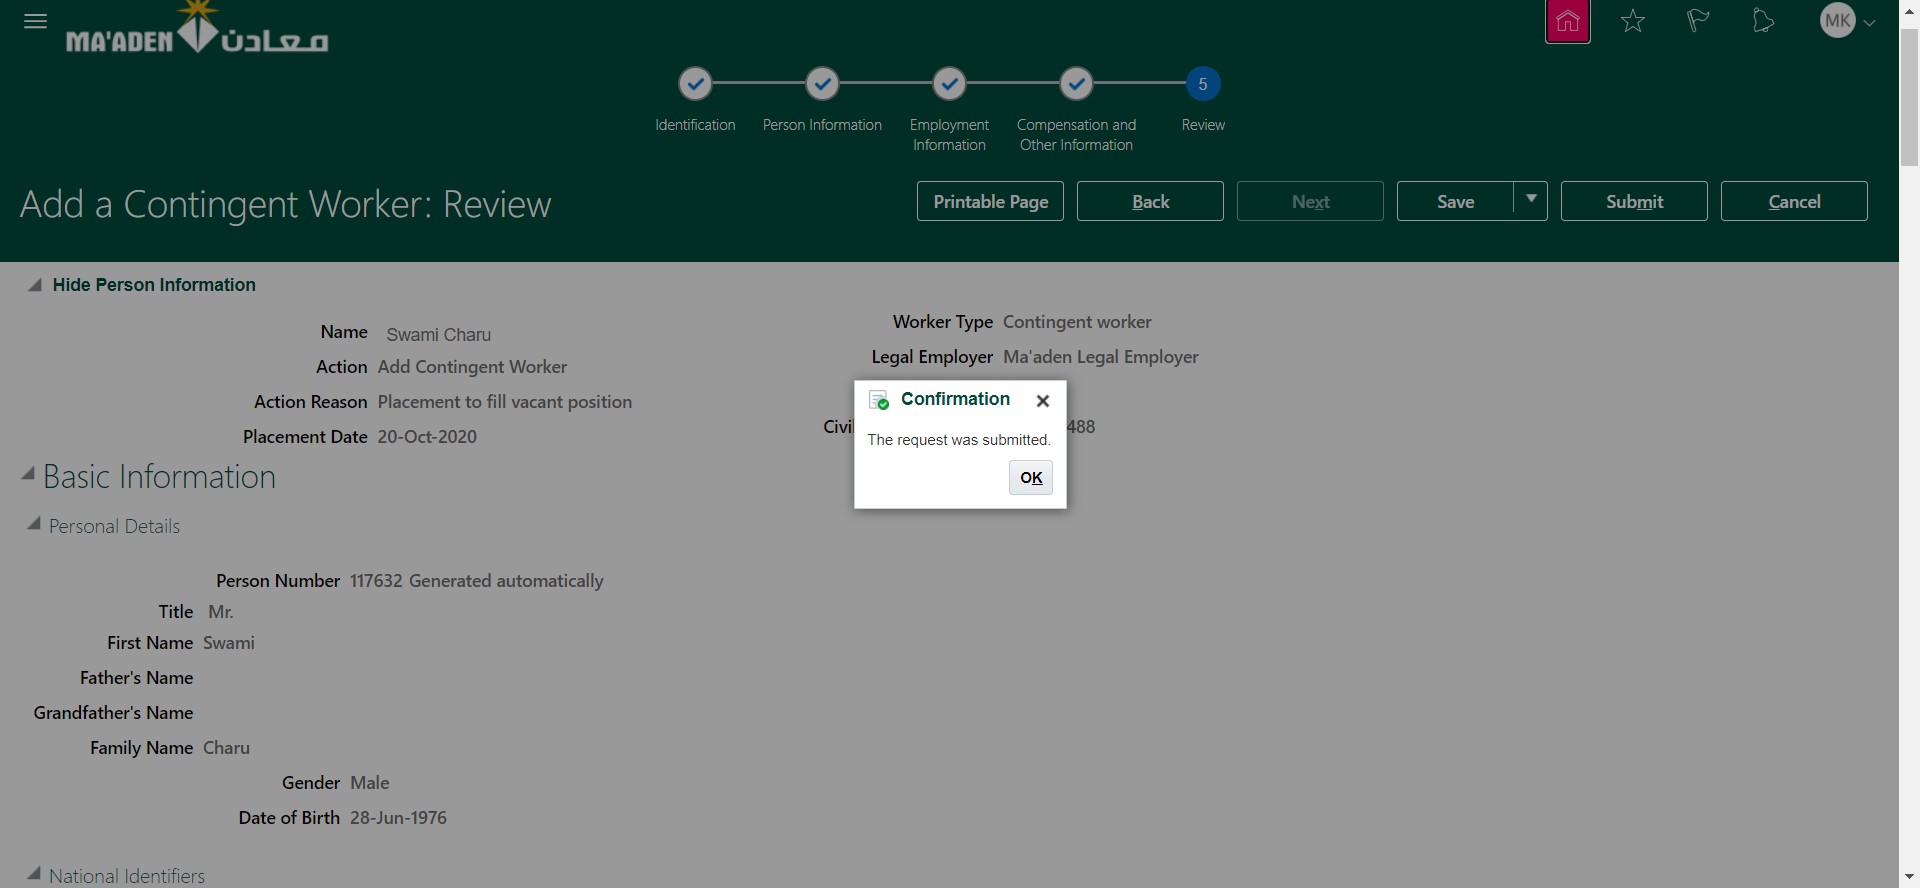 MA'ADEN معادن
MK
5
Identification
Person Information
Employment
Information
Compensation and
Other Information
Review
Add a Contingent Worker: Review
Printable Page
Back
Next
Save
Submit
Cancel
Hide Person Information
Name Swami Charu
Action Add Contingent Worker
Action Reason Placement to fill vacant position
Placement Date 20-Oct-2020
Worker Type Contingent worker
Legal Employer Ma'aden Legal Employer
488
Confirmation
The request was submitted.
OK
Basic Information
Personal Details
Person Number 117632 Generated automatically
Title Mr.
First Name Swami
Father's Name
Grandfather's Name
Family Name Charu
Gender Male
Date of Birth 28-Jun-1976
National Identifiers